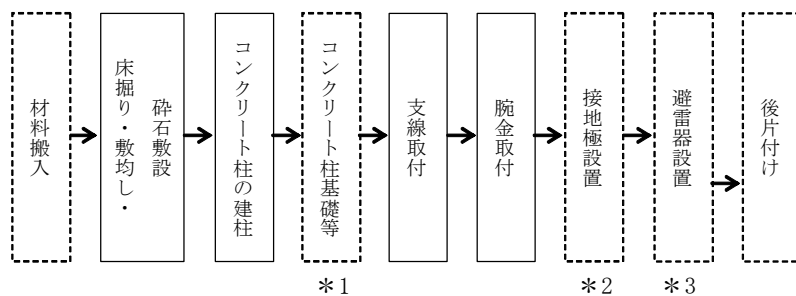 材料搬入
床掘り・敷均し・
砕石敷設
コンクリート柱の建柱
コンクリート柱基礎等
支線取付
腕金取付
接地極設置
避雷器設置
後片付け
＊1
＊2
＊3